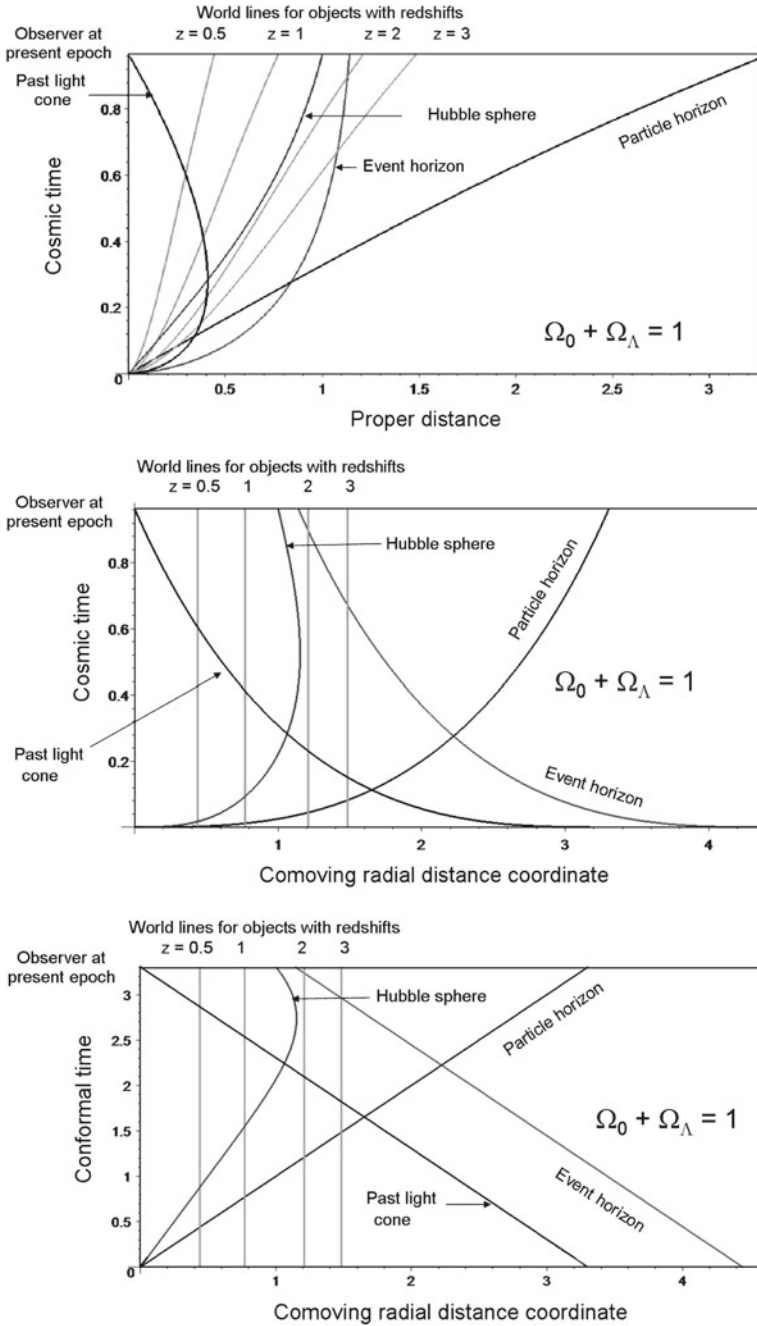 World lines for objects with redshifts
Observer at present epoch
z = 0.5 z = 1 z = 2 z = 3
Past light
cone
Hubble sphere
Particle horizon
Event horizon
Cosmic time
0.8
0.6
0.4
0.2
0
Ω₀ + Ω_Λ = 1
0.5 1 1.5 2 2.5 3
Proper distance
World lines for objects with redshifts
Observer at
present epoch
z = 0.5 1 2 3
Hubble sphere
Particle horizon
Cosmic time
0.8
0.6
0.4
0.2
Ω₀ + Ω_Λ = 1
Past light
cone
Event horizon
1 2 3 4
Comoving radial distance coordinate
World lines for objects with redshifts
Observer at
present epoch
z = 0.5 1 2 3
Hubble sphere
Particle horizon
Conformal time
3
2.5
2
1.5
1
0.5
0
Ω₀ + Ω_Λ = 1
Past light
cone
Event horizon
1 2 3 4
Comoving radial distance coordinate